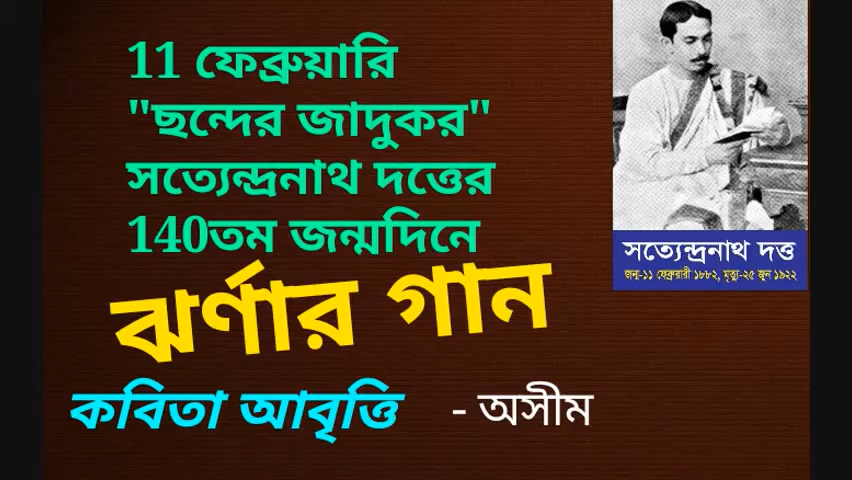 11 ফেব্রুয়ারি
"ছন্দের জাদুকর"
সত্যেন্দ্রনাথ দত্তের
140তম জন্মদিনে
ঝর্ণার গান
কবিতা আবৃত্তি - অসীম
সত্যেন্দ্রনাথ দত্ত
জন্ম-১১ ফেব্রুয়ারী ১৮৮২, মৃত্যু-২৫ জুন ১৯২২